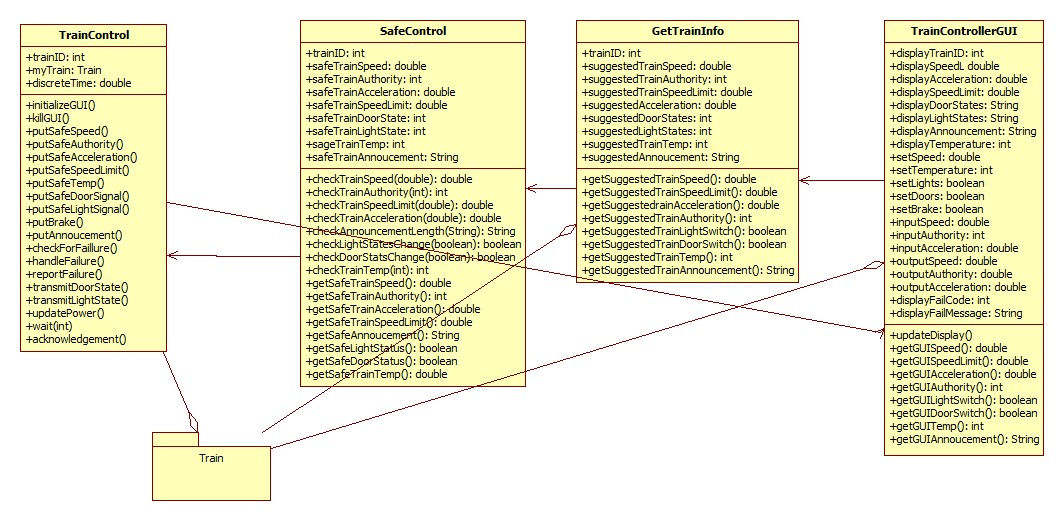 TrainControl
+trainID: int
+myTrain: Train
+discreteTime: double
+initializeGUI()
+killGUI()
+putSafeSpeed()
+putSafeAuthority()
+putSafeAcceleration()
+putSafeSpeedLimit()
+putSafeTemp()
+putSafeDoorSignal()
+putSafeLightSignal()
+putBrake()
+putAnnoucement()
+checkForFaillure()
+handleFailure()
+reportFailure()
+transmitDoorState()
+transmitLightState()
+updatePower()
+wait(int)
+acknowledgement()
SafeControl
+trainID: int
+safeTrainSpeed: double
+safeTrainAuthority: int
+safeTrainAcceleration: double
+safeTrainSpeedLimit: double
+safeTrainDoorState: int
+safeTrainLightState: int
+sageTrainTemp: int
+safeTrainAnnoucement: String
+checkTrainSpeed(double): double
+checkTrainAuthority(int): int
+checkTrainSpeedLimit(double): double
+checkTrainAcceleration(double): double
+checkAnnouncementLength(String): String
+checkLightStatesChange(boolean): boolean
+checkDoorStatsChange(boolean): boolean
+checkTrainTemp(int): int
+getSafeTrainSpeed(): double
+getSafeTrainAuthority(): int
+getSafeTrainAcceleration(): double
+getSafeTrainSpeedLimit(): double
+getSafeAnnoucement(): String
+getSafeLightStatus(): boolean
+getSafeDoorStatus(): boolean
+getSafeTrainTemp(): double
GetTrainInfo
+trainID: int
+suggestedTrainSpeed: double
+suggestedTrainAuthority: int
+suggestedTrainSpeedLimit: double
+suggestedAcceleration: double
+suggestedDoorStates: int
+suggestedLightStates: int
+suggestedTrainTemp: int
+suggestedAnnoucement: String
+getSuggestedTrainSpeed(): double
+getSuggestedTrainSpeedLimit(): double
+getSuggestedrainAcceleration(): double
+getSuggestedTrainAuthority(): int
+getSuggestedTrainLightSwitch(): boolean
+getSuggestedTrainDoorSwitch(): boolean
+getSuggestedTrainTemp(): int
+getSuggestedTrainAnnouncement(): String
TrainControllerGUI
+displayTrainID: int
+displaySpeedL double
+displayAcceleration: double
+displaySpeedLimit: double
+displayDoorStates: String
+displayLightStates: String
+displayAnnouncement: String
+displayTemperature: int
+setSpeed: double
+setTemperature: int
+setLights: boolean
+setDoors: boolean
+setBrake: boolean
+inputSpeed: double
+inputAuthority: int
+inputAcceleration: double
+outputSpeed: double
+outputAuthority: double
+outputAcceleration: double
+displayFailCode: int
+displayFailMessage: String
+updateDisplay()
+getGUISpeed(): double
+getGUISpeedLimit(): double
+getGUIAcceleration(): double
+getGUIAuthority(): int
+getGUILightSwitch(): boolean
+getGUIDoorSwitch(): boolean
+getGUITemp(): int
+getGUIAnnoucement(): String
Train